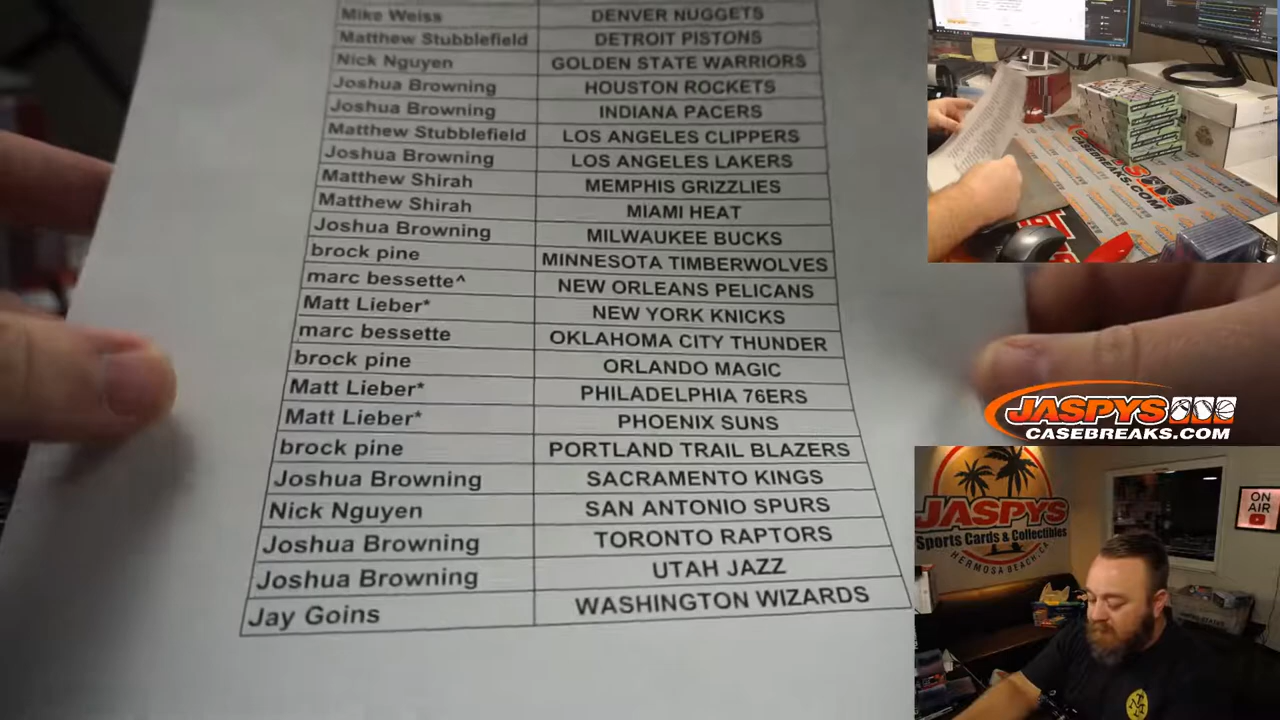 Mike Weiss DENVER NUGGETS
Matthew Stubblefield DETROIT PISTONS
Nick Nguyen GOLDEN STATE WARRIORS
Joshua Browning HOUSTON ROCKETS
Joshua Browning INDIANA PACERS
Matthew Stubblefield LOS ANGELES CLIPPERS
Joshua Browning LOS ANGELES LAKERS
Matthew Shirah MEMPHIS GRIZZLIES
Matthew Shirah MIAMI HEAT
Joshua Browning MILWAUKEE BUCKS
brock pine MINNESOTA TIMBERWOLVES
marc bessette^ NEW ORLEANS PELICANS
Matt Lieber* NEW YORK KNICKS
marc bessette OKLAHOMA CITY THUNDER
brock pine ORLANDO MAGIC
Matt Lieber* PHILADELPHIA 76ERS
Matt Lieber* PHOENIX SUNS
brock pine PORTLAND TRAIL BLAZERS
Joshua Browning SACRAMENTO KINGS
Nick Nguyen SAN ANTONIO SPURS
Joshua Browning TORONTO RAPTORS
Joshua Browning UTAH JAZZ
Jay Goins WASHINGTON WIZARDS
CASEBREAKS.COM
JASPYS
CASEBREAKS.COM
JASPYS
Sports Cards & Collectibles
HERMOSA BEACH, CA
ON
AIR